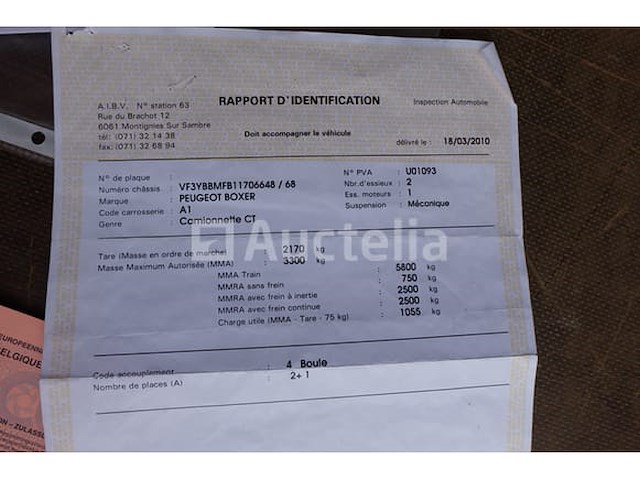 A.I.B.V. N° station 63
Rue du Brachot 12
6061 Montignies Sur Sambre
tél: (071) 32 14 38
fax: (071) 32 68 94
RAPPORT D'IDENTIFICATION
Inspection Automobile
Doit accompagner le véhicule
délivré le : 18/03/2010
N° de plaque :
Numéro châssis : VF3YBBMFB11706648 / 68
Marque : PEUGEOT BOXER
Code carrosserie : A1
Genre : Camionnette CT
N° PVA : U01093
Nbr.d'essieux : 2
Ess. moteurs : 1
Suspension : Mécanique
Auctelia
Tare (Masse en ordre de marche) : 2170 kg
Masse Maximum Autorisée (MMA) : 3300 kg
MMA Train : 5800 kg
MMRA sans frein : 750 kg
MMRA avec frein à inertie : 2500 kg
MMRA avec frein continue : 2500 kg
Charge utile (MMA - Tare - 75 kg) : 1055 kg
Code accouplement : 4 Boule
Nombre de places (A) : 2+1
EUROPEENN
ELGIQUE
ON - ZULASS